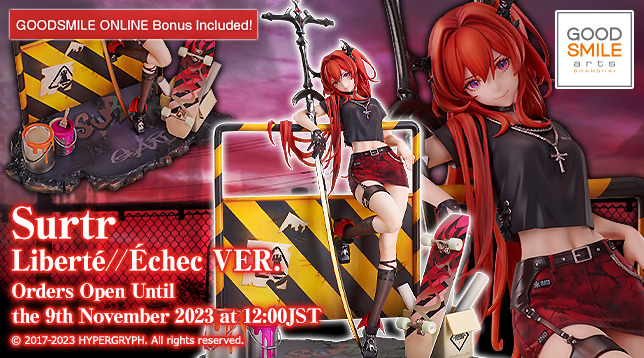 GOODSMILE ONLINE Bonus Included!
GOOD
SMILE
arts
SHANGHAI
Surtr
Liberté//Échec VER.
Orders Open Until
the 9th November 2023 at 12:00JST
© 2017-2023 HYPERGRYPH. All rights reserved.